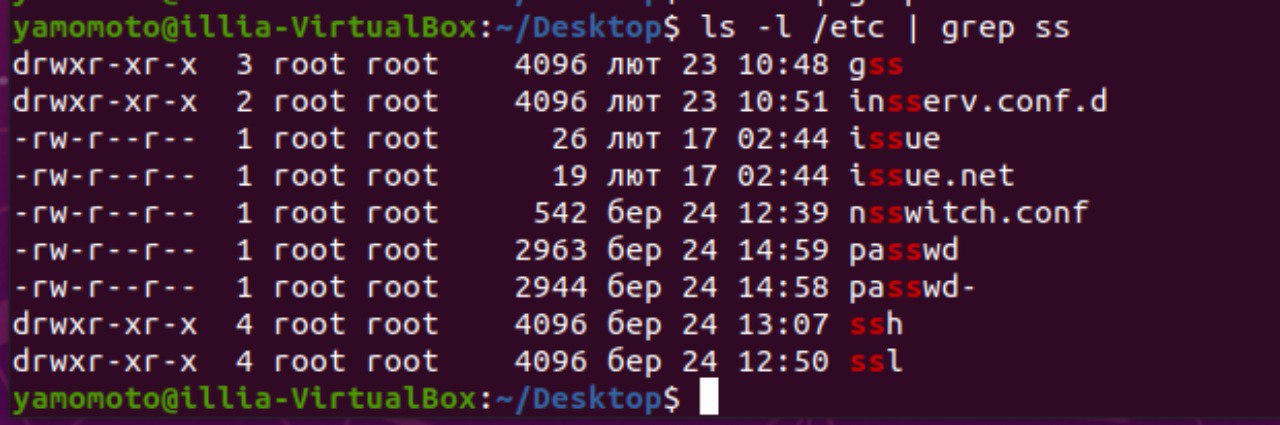 yamomoto@illia-VirtualBox:~/Desktop$ ls -l /etc | grep ss
drwxr-xr-x  3 root root    4096 лют 23 10:48 gss
drwxr-xr-x  2 root root    4096 лют 23 10:51 insserv.conf.d
-rw-r--r--  1 root root      26 лют 17 02:44 issue
-rw-r--r--  1 root root      19 лют 17 02:44 issue.net
-rw-r--r--  1 root root     542 бер 24 12:39 nsswitch.conf
-rw-r--r--  1 root root    2963 бер 24 14:59 passwd
-rw-r--r--  1 root root    2944 бер 24 14:58 passwd-
drwxr-xr-x  4 root root    4096 бер 24 13:07 ssh
drwxr-xr-x  4 root root    4096 бер 24 12:50 ssl
yamomoto@illia-VirtualBox:~/Desktop$